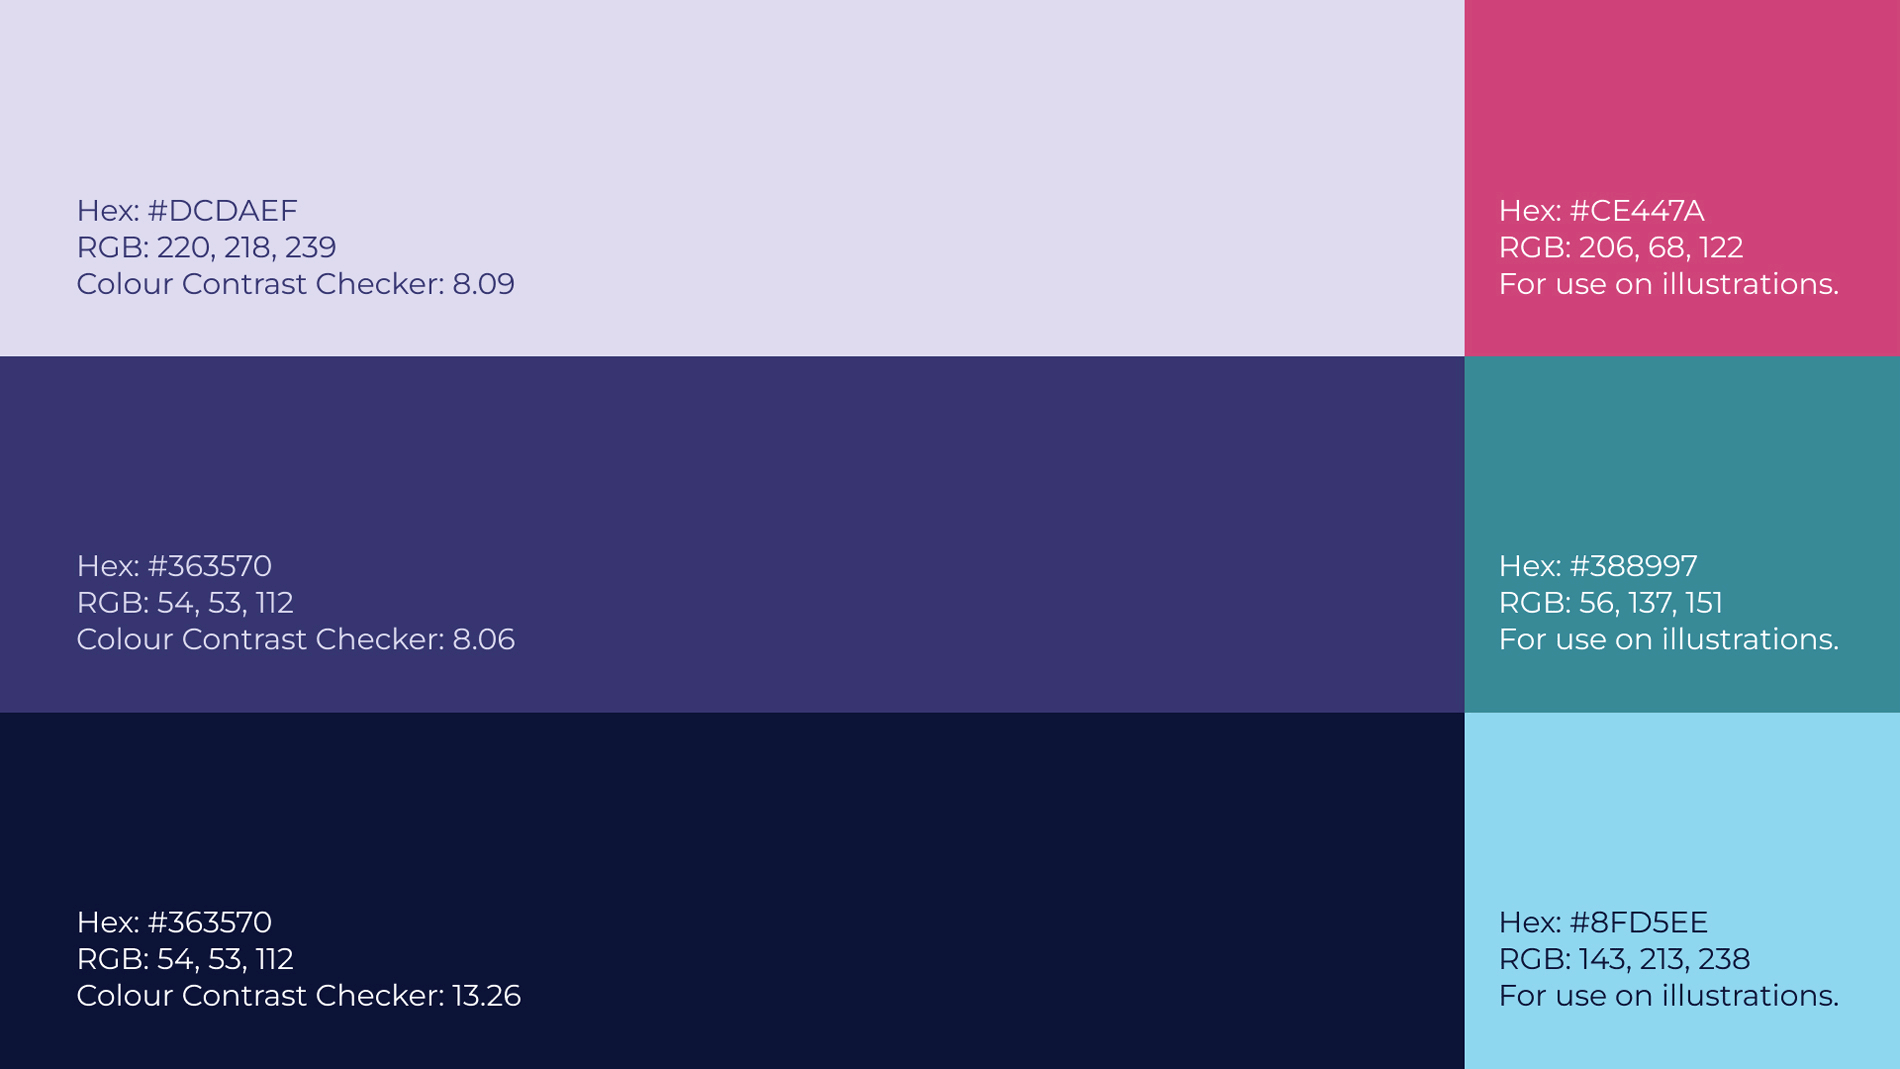 Hex: #DCDAEF
RGB: 220, 218, 239
Colour Contrast Checker: 8.09
Hex: #CE447A
RGB: 206, 68, 122
For use on illustrations.
Hex: #363570
RGB: 54, 53, 112
Colour Contrast Checker: 8.06
Hex: #388997
RGB: 56, 137, 151
For use on illustrations.
Hex: #363570
RGB: 54, 53, 112
Colour Contrast Checker: 13.26
Hex: #8FD5EE
RGB: 143, 213, 238
For use on illustrations.